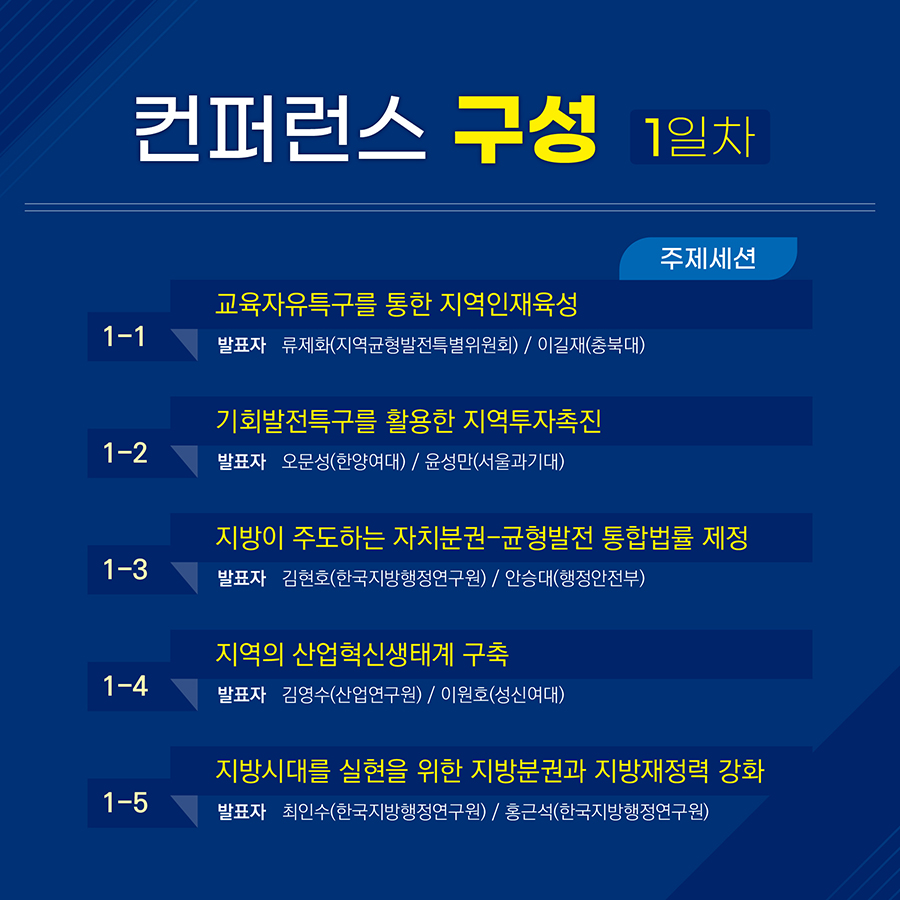 컨퍼런스 구성 1일차
주제세션
1-1
교육자유특구를 통한 지역인재육성
발표자 류제화(지역균형발전특별위원회) / 이길재(충북대)
1-2
기회발전특구를 활용한 지역투자촉진
발표자 오문성(한양여대) / 윤성만(서울과기대)
1-3
지방이 주도하는 자치분권-균형발전 통합법률 제정
발표자 김현호(한국지방행정연구원) / 안승대(행정안전부)
1-4
지역의 산업혁신생태계 구축
발표자 김영수(산업연구원) / 이원호(성신여대)
1-5
지방시대를 실현을 위한 지방분권과 지방재정력 강화
발표자 최인수(한국지방행정연구원) / 홍근석(한국지방행정연구원)